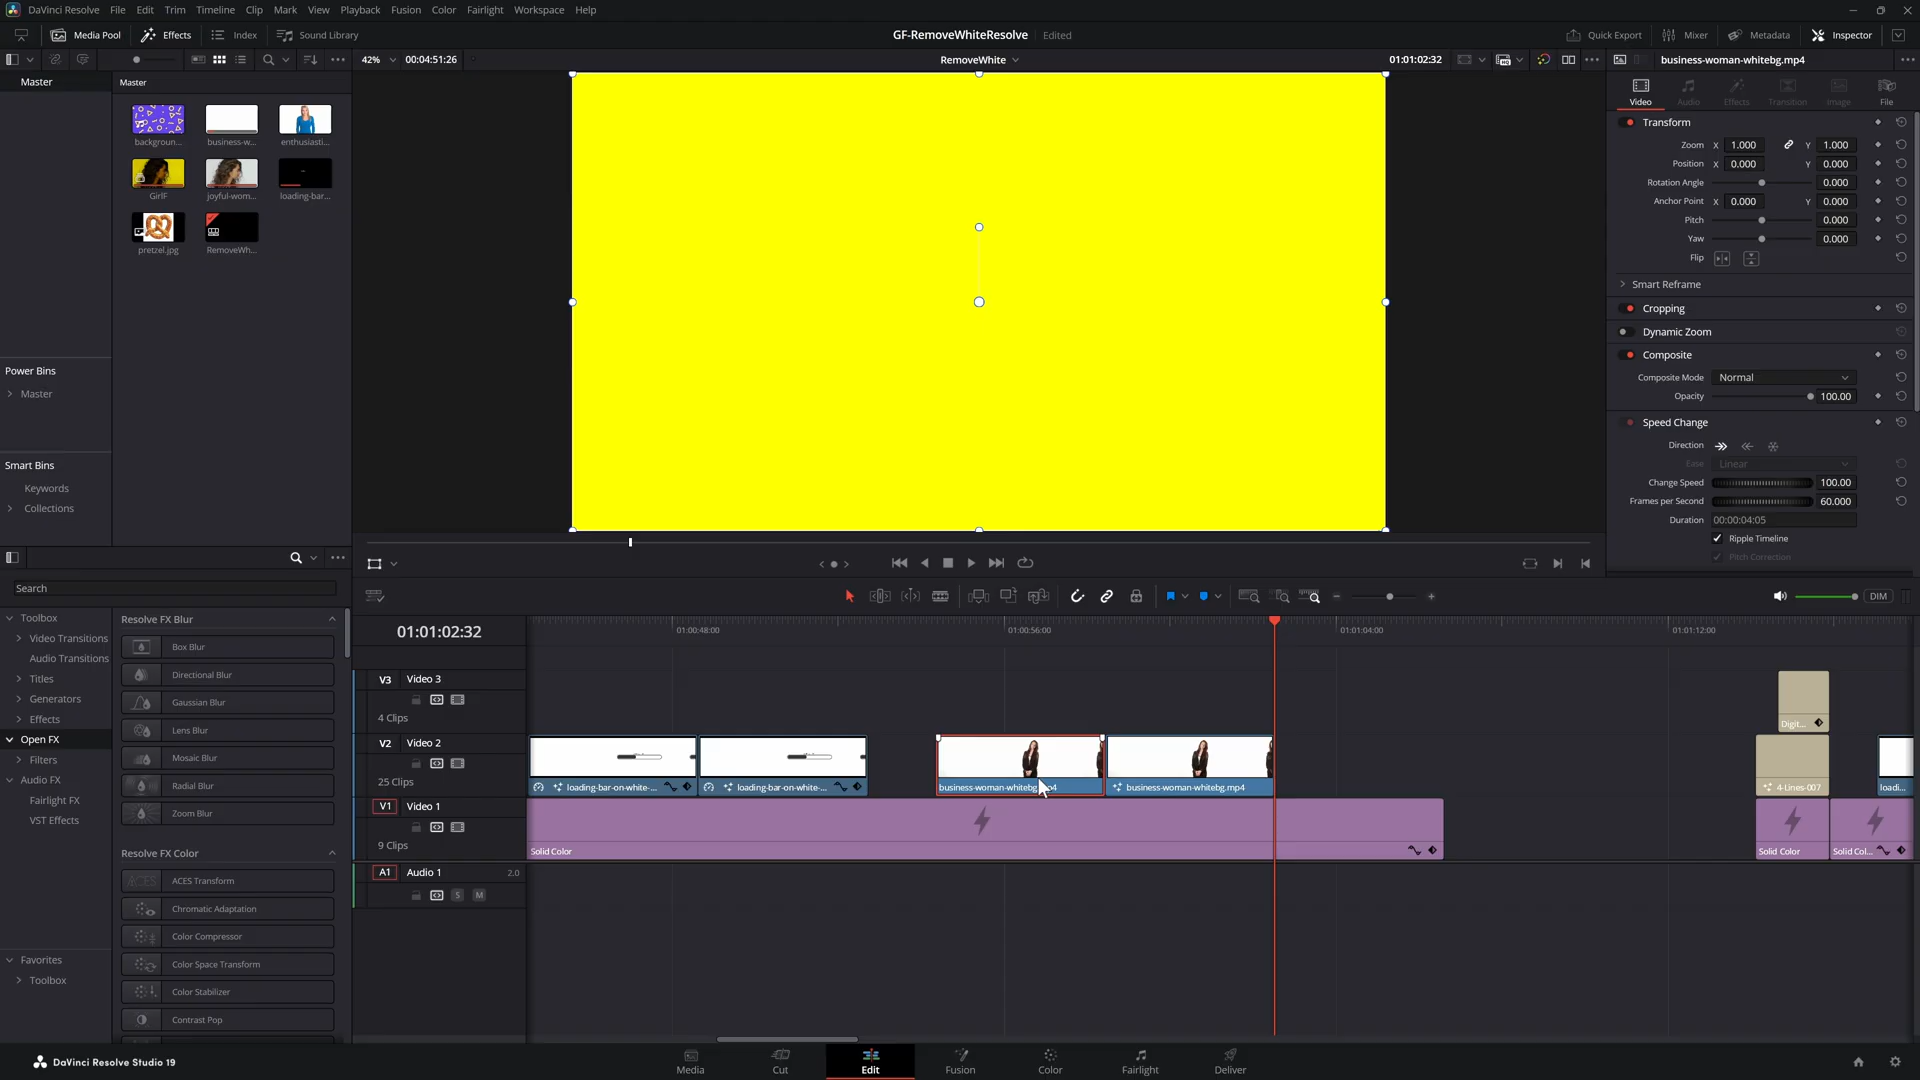 DaVinci Resolve File Edit Trim Timeline Clip Mark View Playback Fusion Color Fairlight Workspace Help
Media Pool Effects Index Sound Library GF-RemoveWhiteResolve Edited Quick Export Mixer Metadata Inspector
42% 00:04:51:26 RemoveWhite 01:01:02:32 business-woman-whitebg.mp4
Master Master
backgroun... business-w... enthusiasti...
GirlF joyful-wom... loading-bar...
pretzel.jpg RemoveWh...
Power Bins
Master
Smart Bins
Keywords
Collections
Video Audio Effects Transition Image File
Transform
Zoom X 1.000 Y 1.000
Position X 0.000 Y 0.000
Rotation Angle 0.000
Anchor Point X 0.000 Y 0.000
Pitch 0.000
Yaw 0.000
Flip
Smart Reframe
Cropping
Dynamic Zoom
Composite
Composite Mode Normal
Opacity 100.00
Speed Change
Direction
Ease Linear
Change Speed 100.00
Frames per Second 60.000
Duration 00:00:04:05
Ripple Timeline
Pitch Correction
Search
Toolbox
Video Transitions
Audio Transitions
Titles
Generators
Effects
Open FX
Filters
Audio FX
Fairlight FX
VST Effects
Favorites
Toolbox
Resolve FX Blur
Box Blur
Directional Blur
Gaussian Blur
Lens Blur
Mosaic Blur
Radial Blur
Zoom Blur
Resolve FX Color
ACES Transform
Chromatic Adaptation
Color Compressor
Color Space Transform
Color Stabilizer
Contrast Pop
DIM
01:01:02:32 01:00:48:00 01:00:56:00 01:01:04:00 01:01:12:00
V3 Video 3
4 Clips
Digit...
V2 Video 2
25 Clips
loading-bar-on-white-... loading-bar-on-white-... business-woman-whitebg.mp4 business-woman-whitebg.mp4 4-Lines-007 loadi...
V1 Video 1
9 Clips
Solid Color Solid Color Solid Col...
A1 Audio 1 2.0
S M
DaVinci Resolve Studio 19
Media Cut Edit Fusion Color Fairlight Deliver